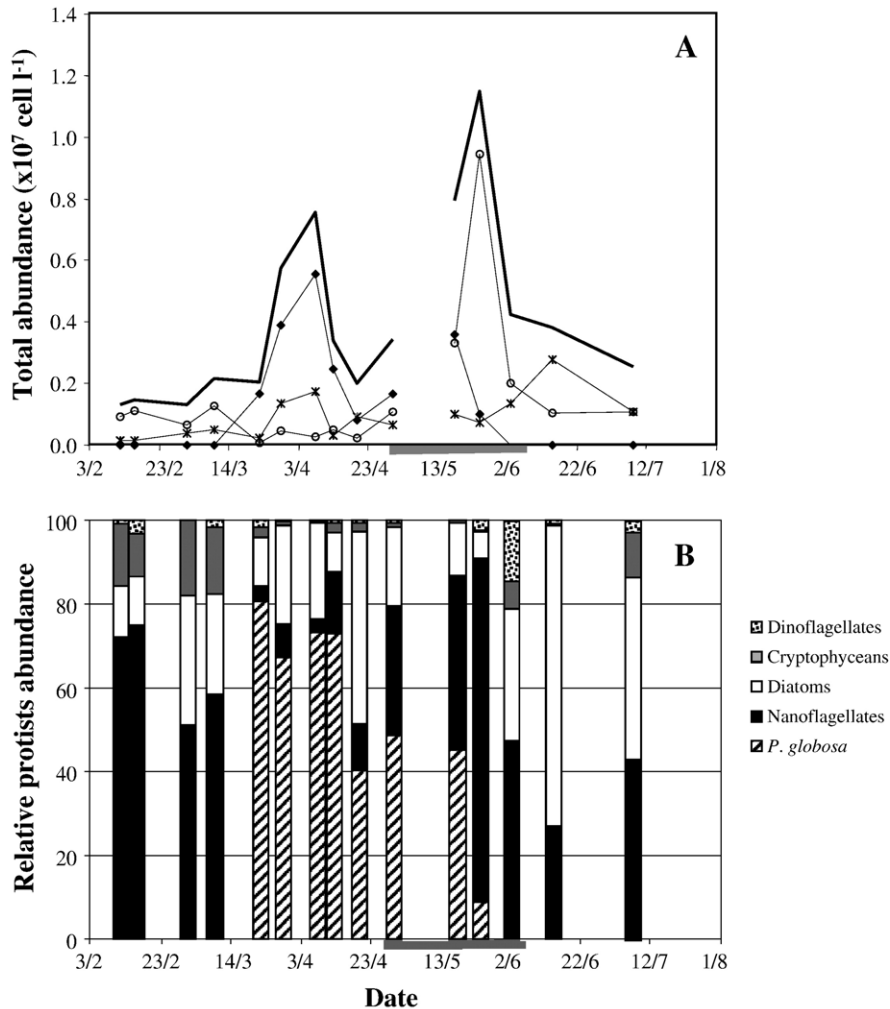 Total abundance (x10⁷ cell l⁻¹)
A
1.4
1.2
1.0
0.8
0.6
0.4
0.2
0.0
3/2 23/2 14/3 3/4 23/4 13/5 2/6 22/6 12/7 1/8
Relative protists abundance
B
100
80
60
40
20
0
3/2 23/2 14/3 3/4 23/4 13/5 2/6 22/6 12/7 1/8
Date
Dinoflagellates
Cryptophyceans
Diatoms
Nanoflagellates
P. globosa